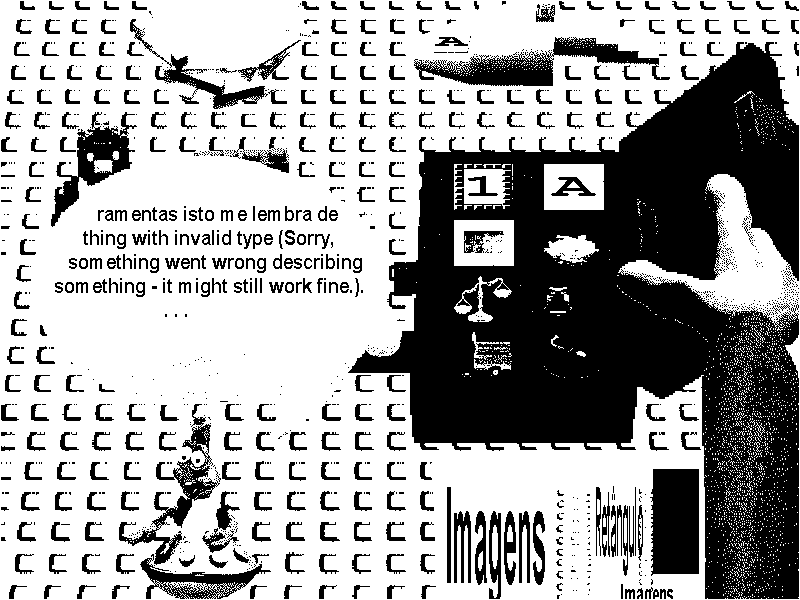 A
1 A
ramentas isto me lembra de
thing with invalid type (Sorry,
something went wrong describing
something - it might still work fine.).
. . .
Imagens
Retângulo
Imagens